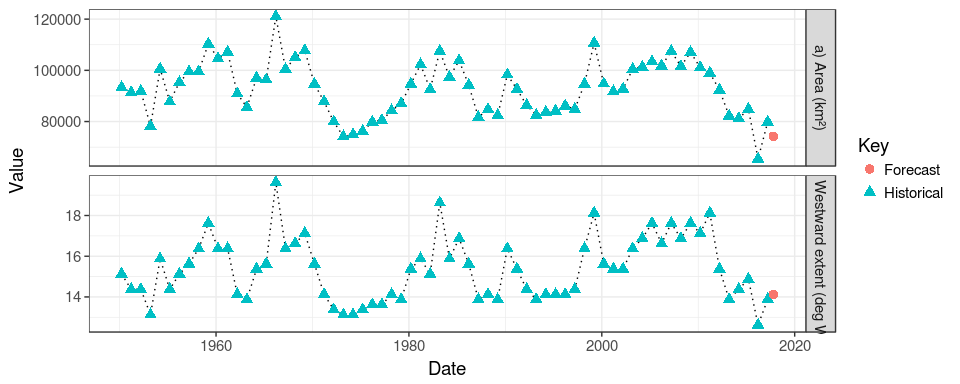 Value
120000
100000
80000
a) Area (km²)
18
16
14
Westward extent (deg W
1960
1980
2000
2020
Date
Key
Forecast
Historical